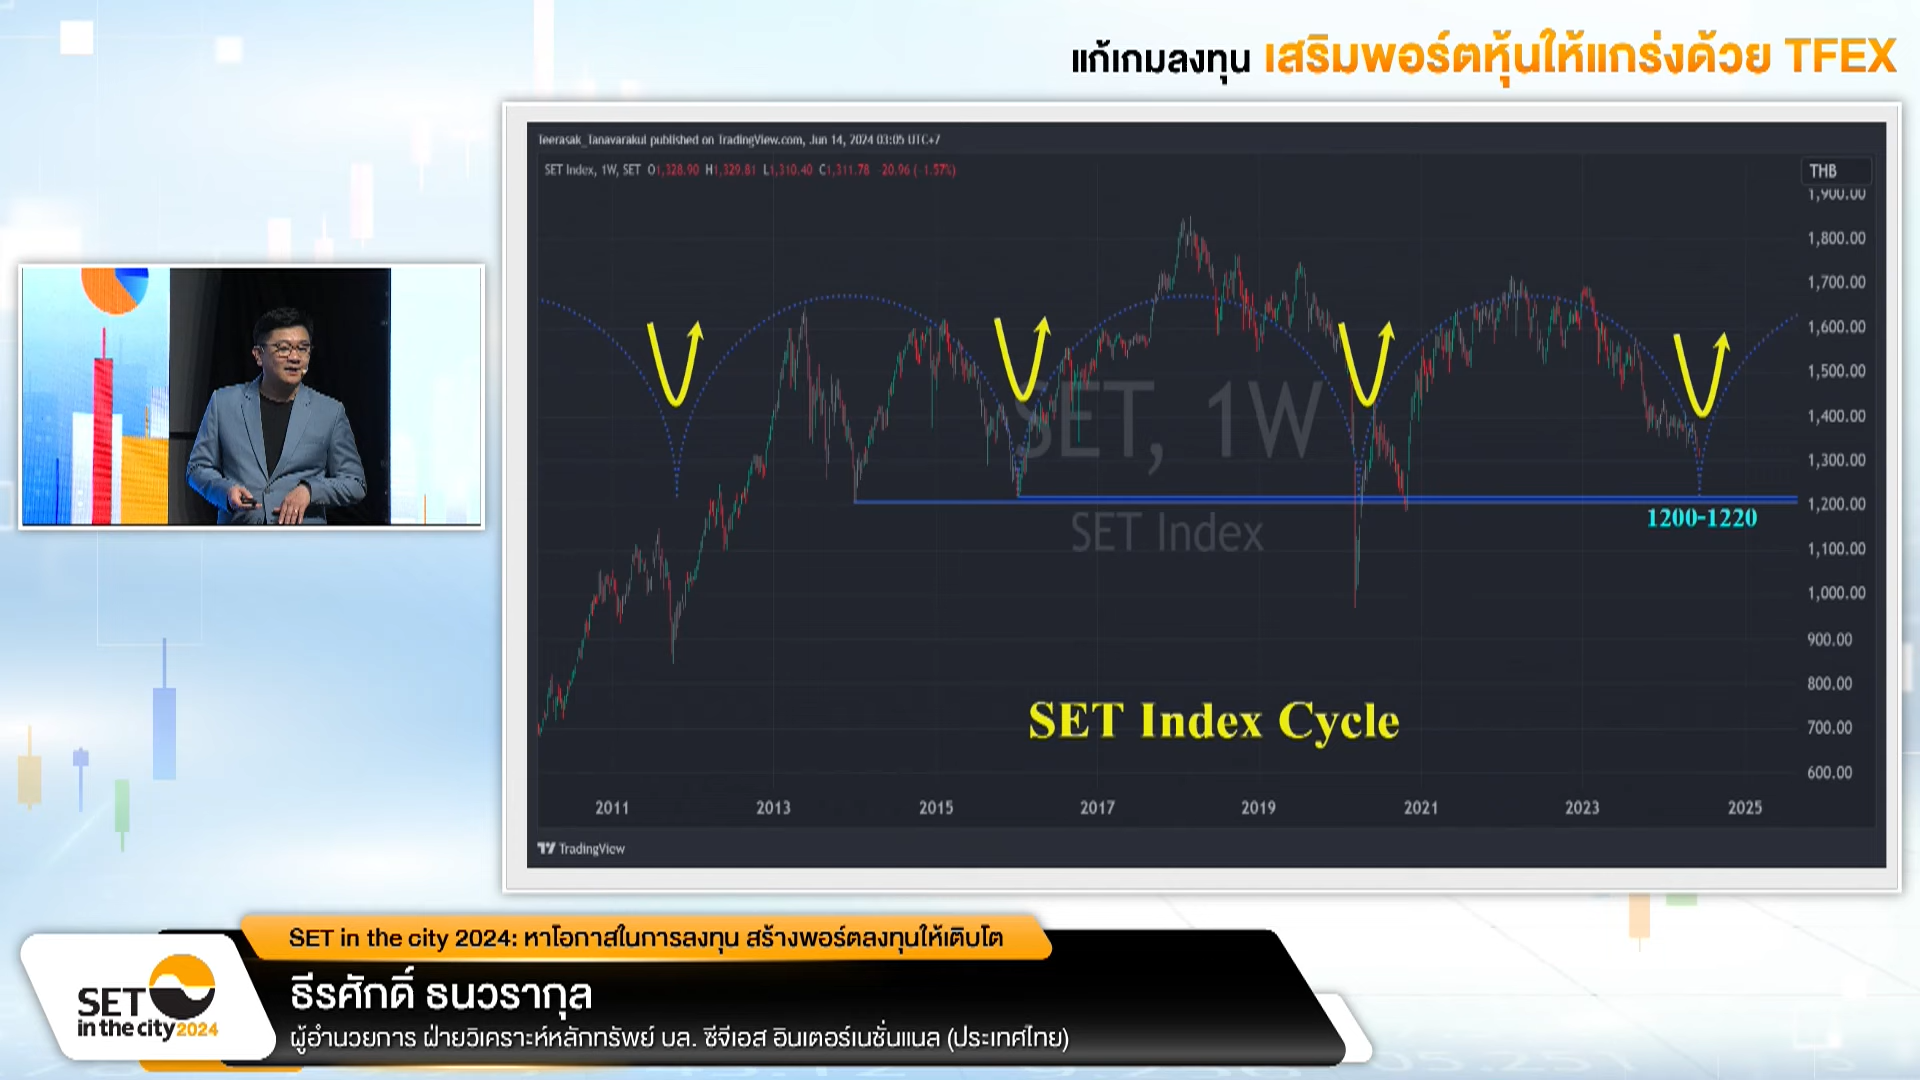 แก้เกมลงทุน เสริมพอร์ตหุ้นให้แกร่งด้วย TFEX
Teerasak_Tanavarakul published on TradingView.com, Jun 14, 2024 03:05 UTC+7
SET Index, 1W, SET O1,328.90 H1,329.81 L1,310.40 C1,311.78 -20.96 (-1.57%)
THB
1,900.00
1,800.00
1,700.00
1,600.00
1,500.00
1,400.00
1,300.00
1,200.00
1,100.00
1,000.00
900.00
800.00
700.00
600.00
SET, 1W
SET Index
1200-1220
SET Index Cycle
2011 2013 2015 2017 2019 2021 2023 2025
TradingView
SET in the city 2024: หาโอกาสในการลงทุน สร้างพอร์ตลงทุนให้เติบโต
SET
in the city 2024
ธีรศักดิ์ ธนวรากุล
ผู้อำนวยการ ฝ่ายวิเคราะห์หลักทรัพย์ บล. ซีจีเอส อินเตอร์เนชั่นแนล (ประเทศไทย)